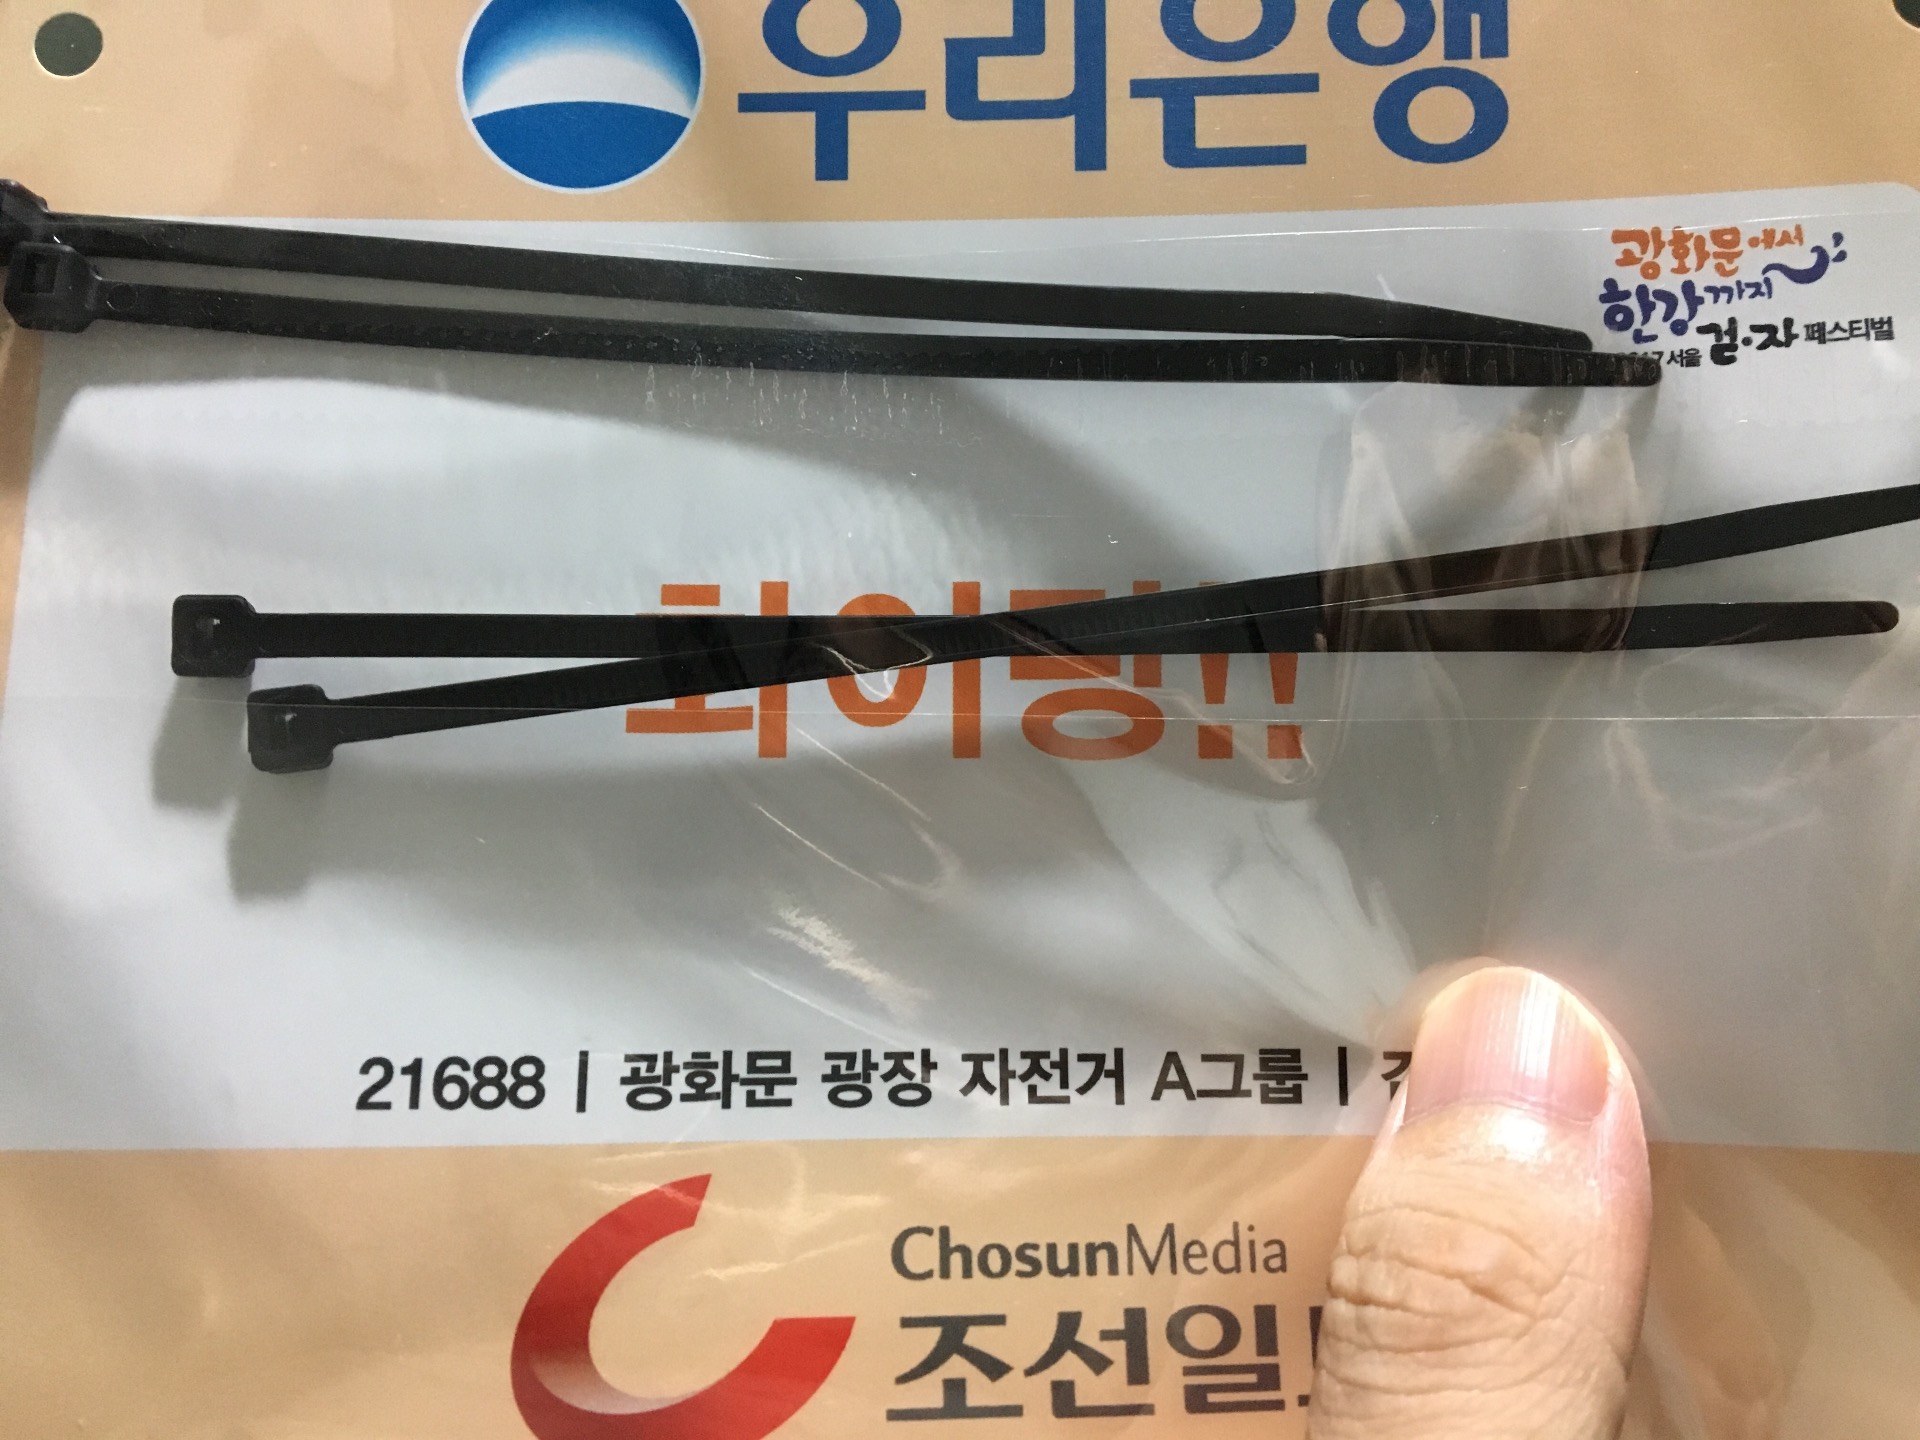 우리은행
광화문에서
한강까지
서울 걷·자 페스티벌
화이팅!!
21688 | 광화문 광장 자전거 A그룹 |
ChosunMedia
조선일